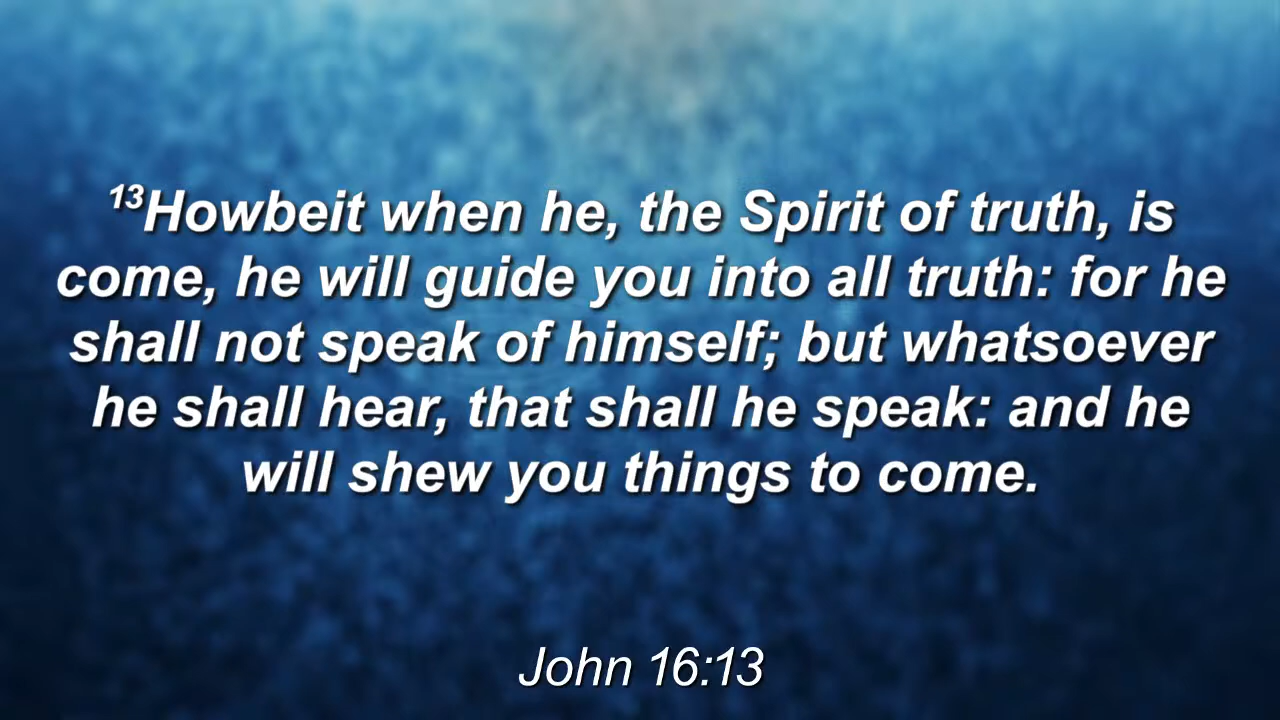 ¹³Howbeit when he, the Spirit of truth, is
come, he will guide you into all truth: for he
shall not speak of himself; but whatsoever
he shall hear, that shall he speak: and he
will shew you things to come.
John 16:13